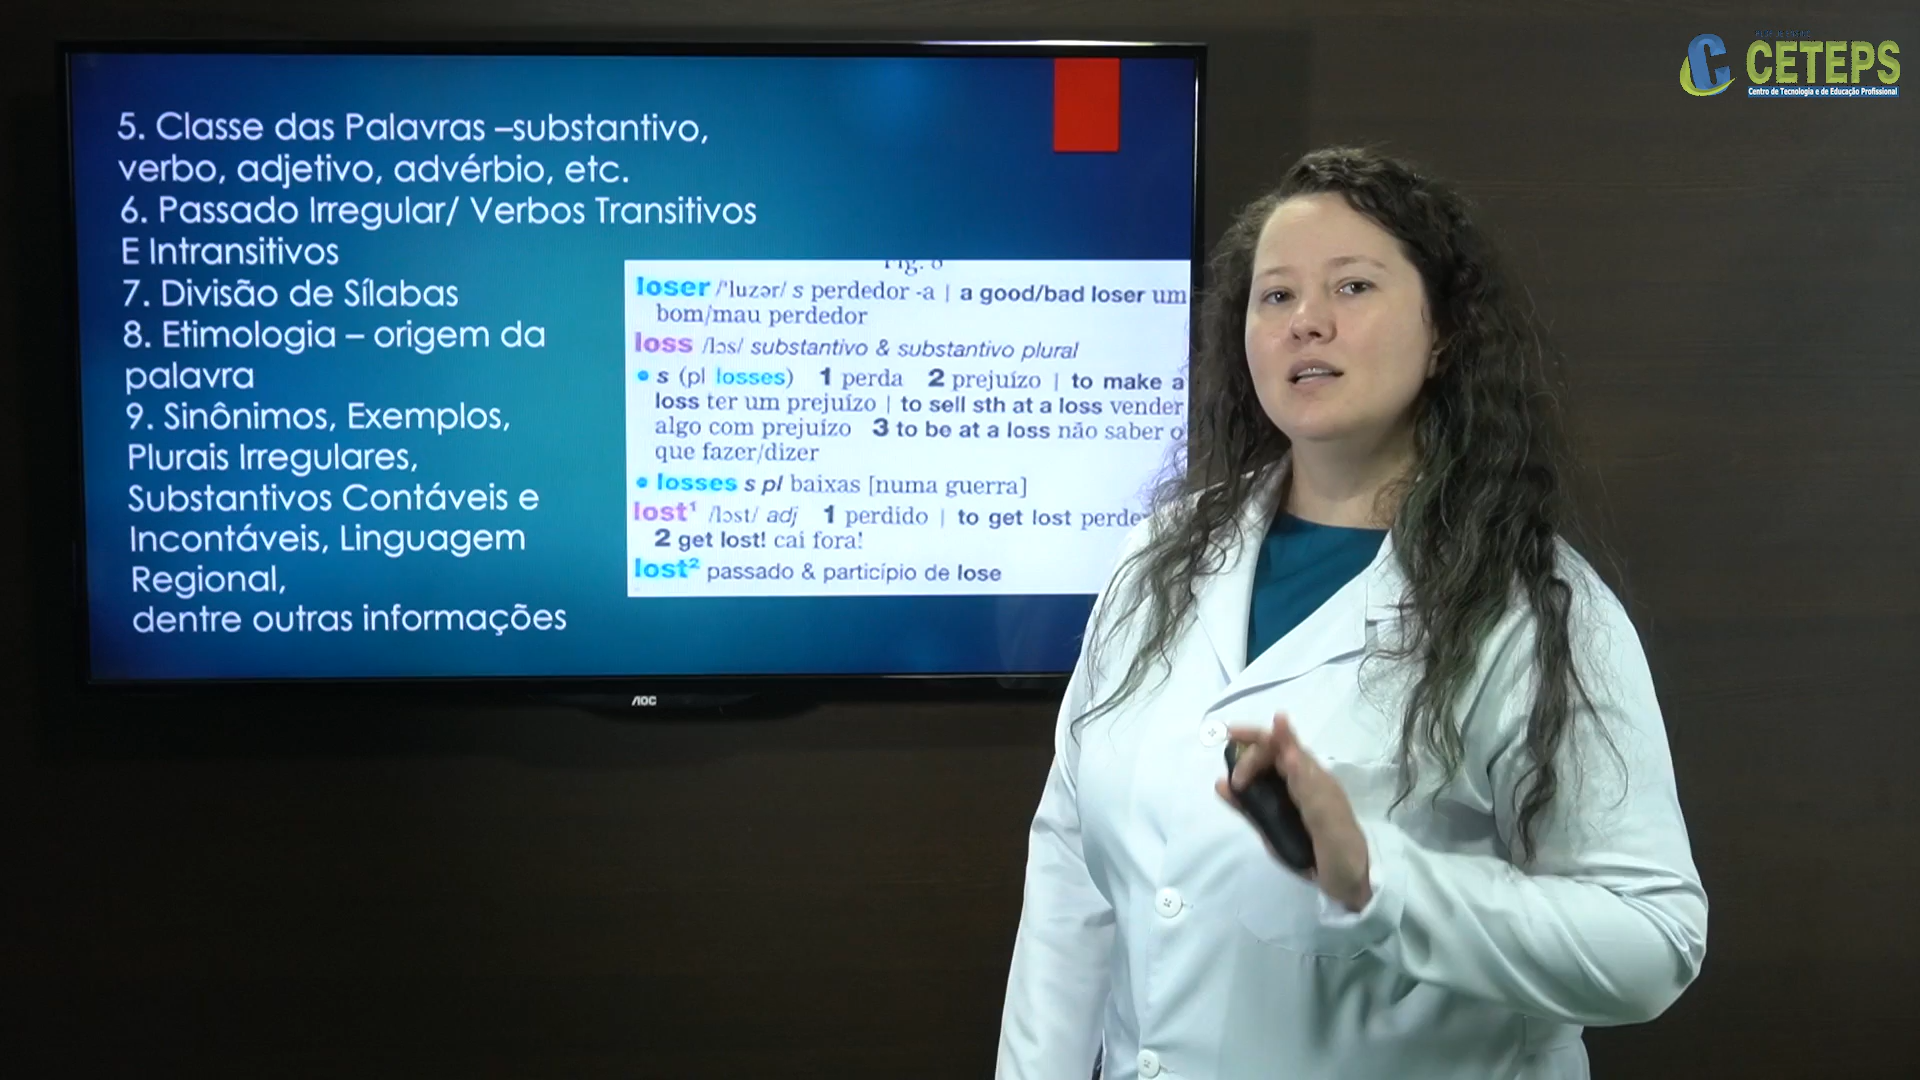 CETEPS
Centro de Tecnologia e de Educação Profissional
5. Classe das Palavras –substantivo,
verbo, adjetivo, advérbio, etc.
6. Passado Irregular/ Verbos Transitivos
E Intransitivos
7. Divisão de Sílabas
8. Etimologia – origem da
palavra
9. Sinônimos, Exemplos,
Plurais Irregulares,
Substantivos Contáveis e
Incontáveis, Linguagem
Regional,
dentre outras informações
loser /'luzər/ s perdedor -a | a good/bad loser um
bom/mau perdedor
loss /lɔs/ substantivo & substantivo plural
• s (pl losses) 1 perda 2 prejuízo | to make a
loss ter um prejuízo | to sell sth at a loss vender
algo com prejuízo 3 to be at a loss não saber o
que fazer/dizer
• losses s pl baixas [numa guerra]
lost¹ /lɔst/ adj 1 perdido | to get lost
2 get lost! cai fora!
lost² passado & particípio de lose
AOC